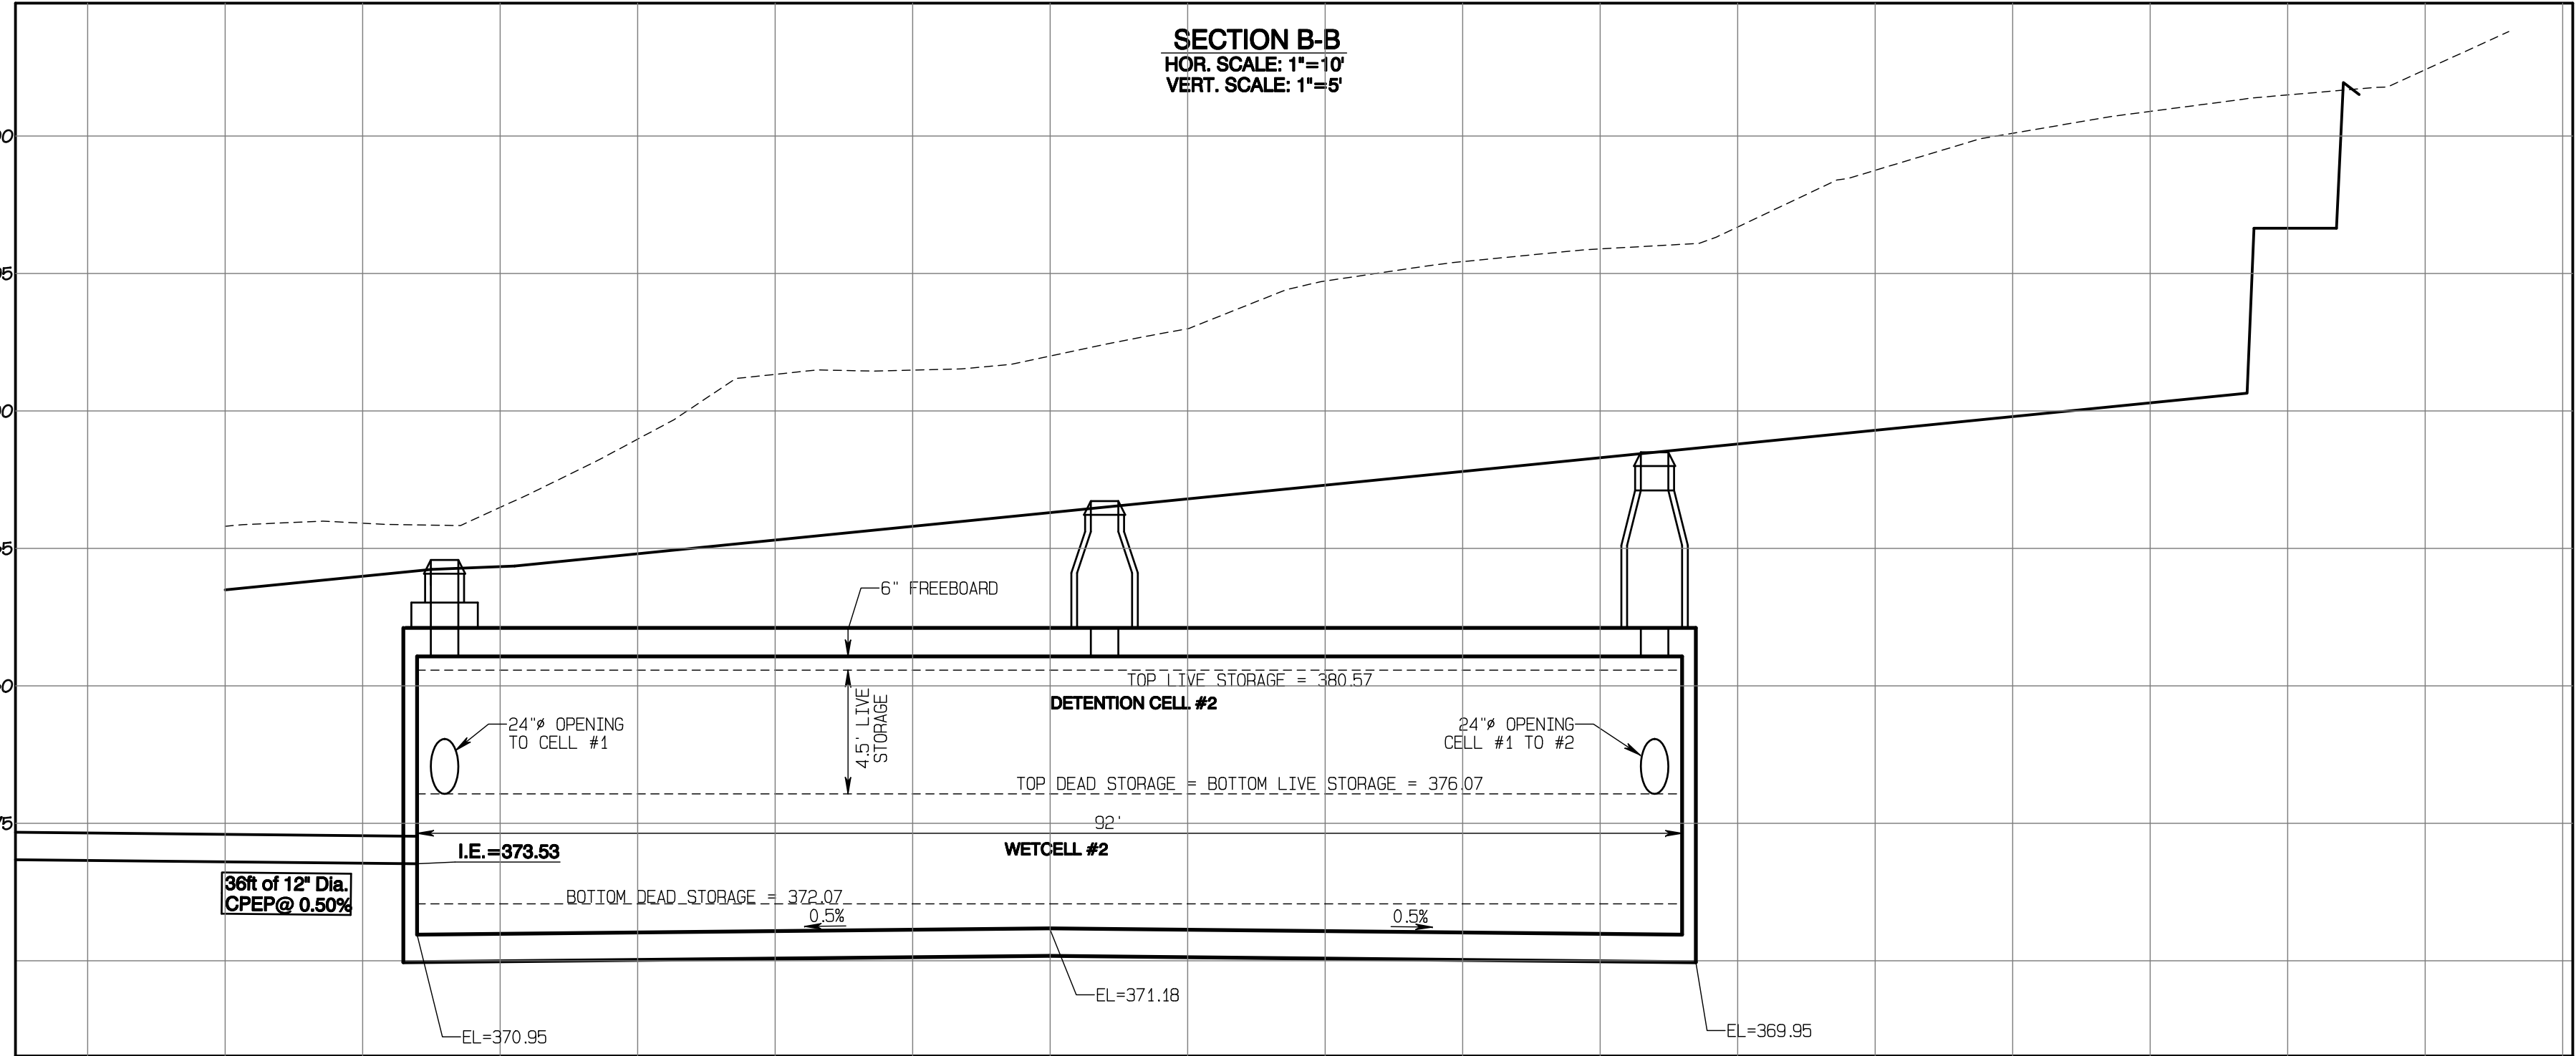 SECTION B-B
HOR. SCALE: 1"=10'
VERT. SCALE: 1"=5'
6" FREEBOARD
TOP LIVE STORAGE = 380.57
DETENTION CELL #2
4.5' LIVE
STORAGE
24"ø OPENING
TO CELL #1
24"ø OPENING
CELL #1 TO #2
TOP DEAD STORAGE = BOTTOM LIVE STORAGE = 376.07
92'
I.E.=373.53
WETCELL #2
36ft of 12" Dia.
CPEP@ 0.50%
BOTTOM DEAD STORAGE = 372.07
0.5%
0.5%
EL=371.18
EL=370.95
EL=369.95